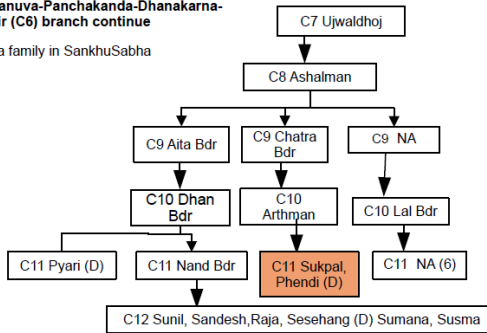 anuva-Panchakanda-Dhanakarna-
ir (C6) branch continue
a family in SankhuSabha
C7 Ujwaldhoj
C8 Ashalman
C9 Aita Bdr
C9 Chatra
Bdr
C9 NA
C10 Dhan
Bdr
C10
Arthman
C10 Lal Bdr
C11 Pyari (D)
C11 Nand Bdr
C11 Sukpal,
Phendi (D)
C11 NA (6)
C12 Sunil, Sandesh,Raja, Sesehang (D) Sumana, Susma